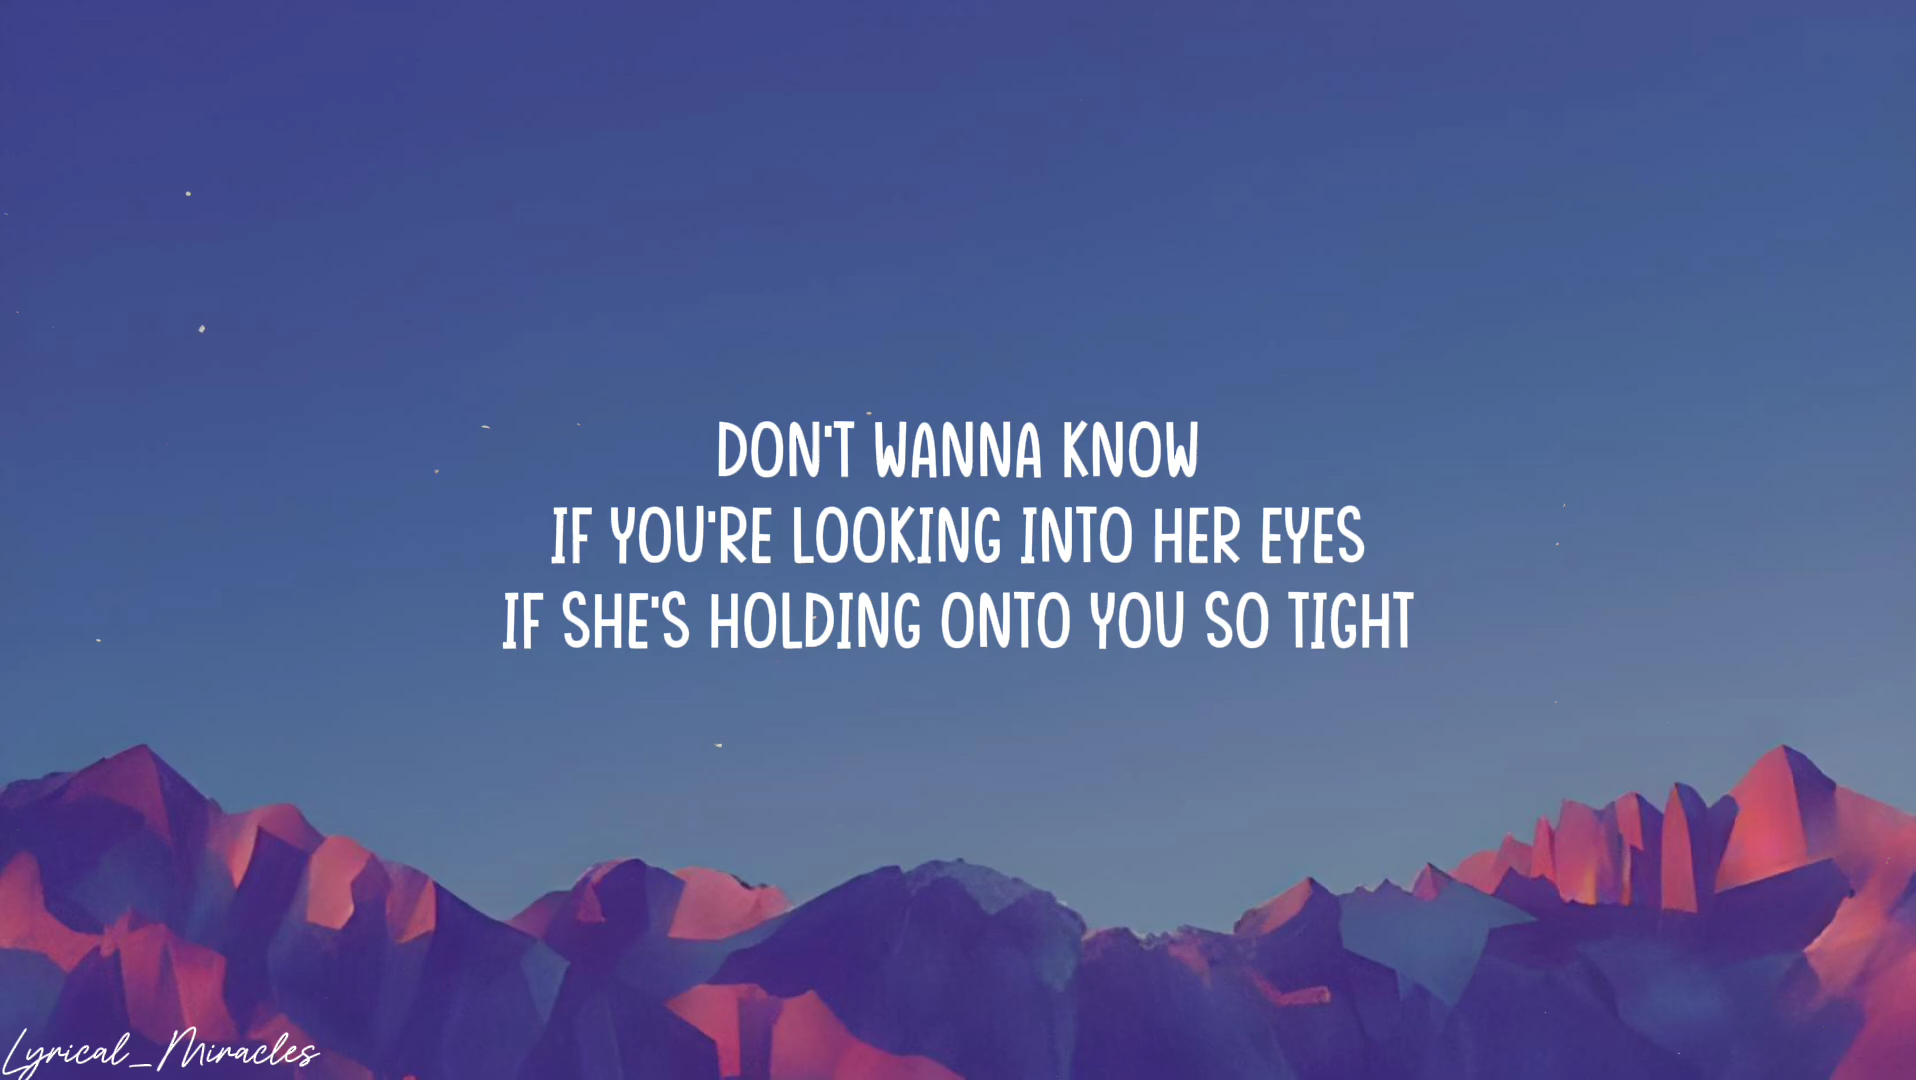 DON'T WANNA KNOW
IF YOU'RE LOOKING INTO HER EYES
IF SHE'S HOLDING ONTO YOU SO TIGHT
Lyrical_Miracles